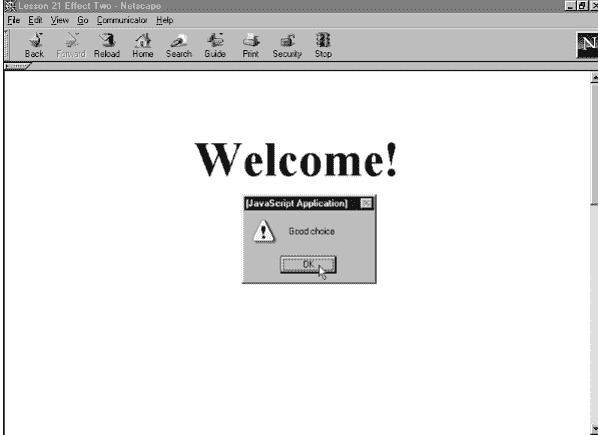 Lesson 21 Effect Two - Netscape
File Edit View Go Communicator Help
Back Forward Reload Home Search Guide Print Security Stop
N
Welcome!
[JavaScript Application]
Good choice
OK